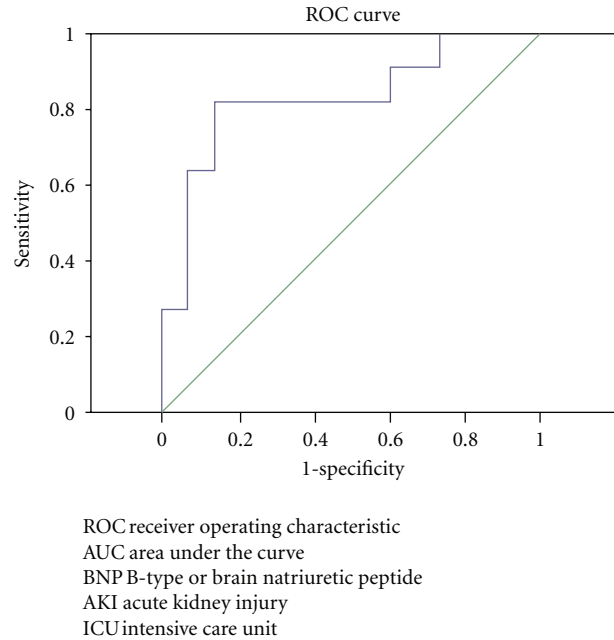 ROC curve
1
0.8
0.6
0.4
0.2
0
Sensitivity
0 0.2 0.4 0.6 0.8 1
1-specificity
ROC receiver operating characteristic
AUC area under the curve
BNP B-type or brain natriuretic peptide
AKI acute kidney injury
ICU intensive care unit